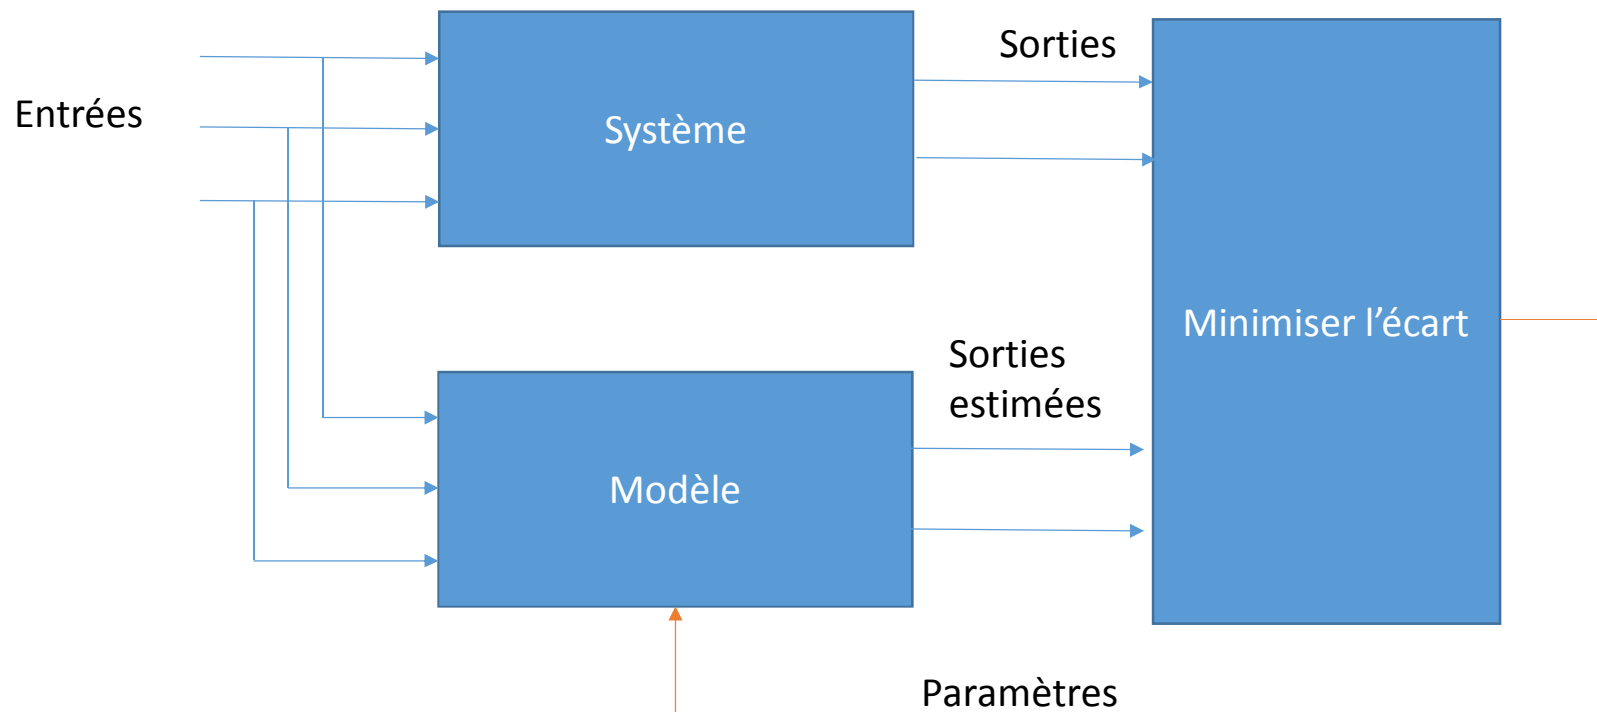 Entrées
Système
Sorties
Minimiser l’écart
Sorties
estimées
Modèle
Paramètres